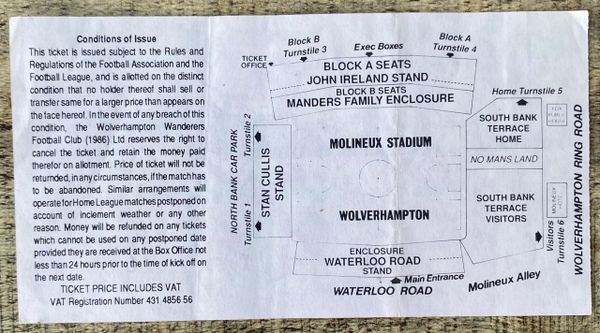 Conditions of Issue
This ticket is issued subject to the Rules and
Regulations of the Football Association and the
Football League, and is allotted on the distinct
condition that no holder thereof shall sell or
transfer same for a larger price than appears on
the face hereof. In the event of any breach of this
condition, the Wolverhampton Wanderers
Football Club (1986) Ltd reserves the right to
cancel the ticket and retain the money paid
therefor on allotment. Price of ticket will not be
returnded, in any circumstances, if the match has
to be abandoned. Similar arrangements will
operate for Home League matches postponed on
account of inclement weather or any other
reason. Money will be refunded on any tickets
which cannot be used on any postponed date
provided they are received at the Box Office not
less than 24 hours prior to the time of kick off on
the next date.
TICKET PRICE INCLUDES VAT
VAT Registration Number 431 4856 56
TICKET
OFFICE
Block B
Turnstile 3
Exec Boxes
Block A
Turnstile 4
BLOCK A SEATS
JOHN IRELAND STAND
BLOCK B SEATS
MANDERS FAMILY ENCLOSURE
NORTH BANK CAR PARK
Turnstile 2
Turnstile 1
STAN CULLIS
STAND
MOLINEUX STADIUM
WOLVERHAMPTON
Home Turnstile 5
SOUTH BANK
TERRACE
HOME
NO MANS LAND
SOUTH BANK
TERRACE
VISITORS
MOLINEUX
Visitors
Turnstile 6
WOLVERHAMPTON RING ROAD
ENCLOSURE
WATERLOO ROAD
STAND
Main Entrance
WATERLOO ROAD
Molineux Alley